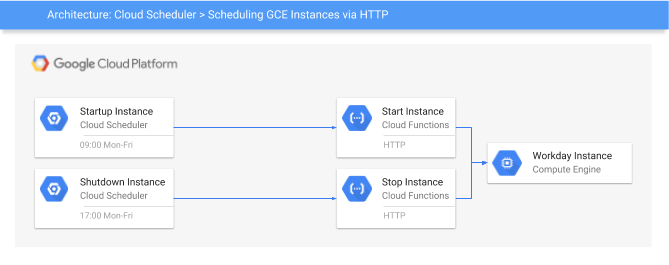 Architecture: Cloud Scheduler > Scheduling GCE Instances via HTTP
Google Cloud Platform
Startup Instance
Cloud Scheduler
09:00 Mon-Fri
Start Instance
Cloud Functions
HTTP
Workday Instance
Compute Engine
Shutdown Instance
Cloud Scheduler
17:00 Mon-Fri
Stop Instance
Cloud Functions
HTTP